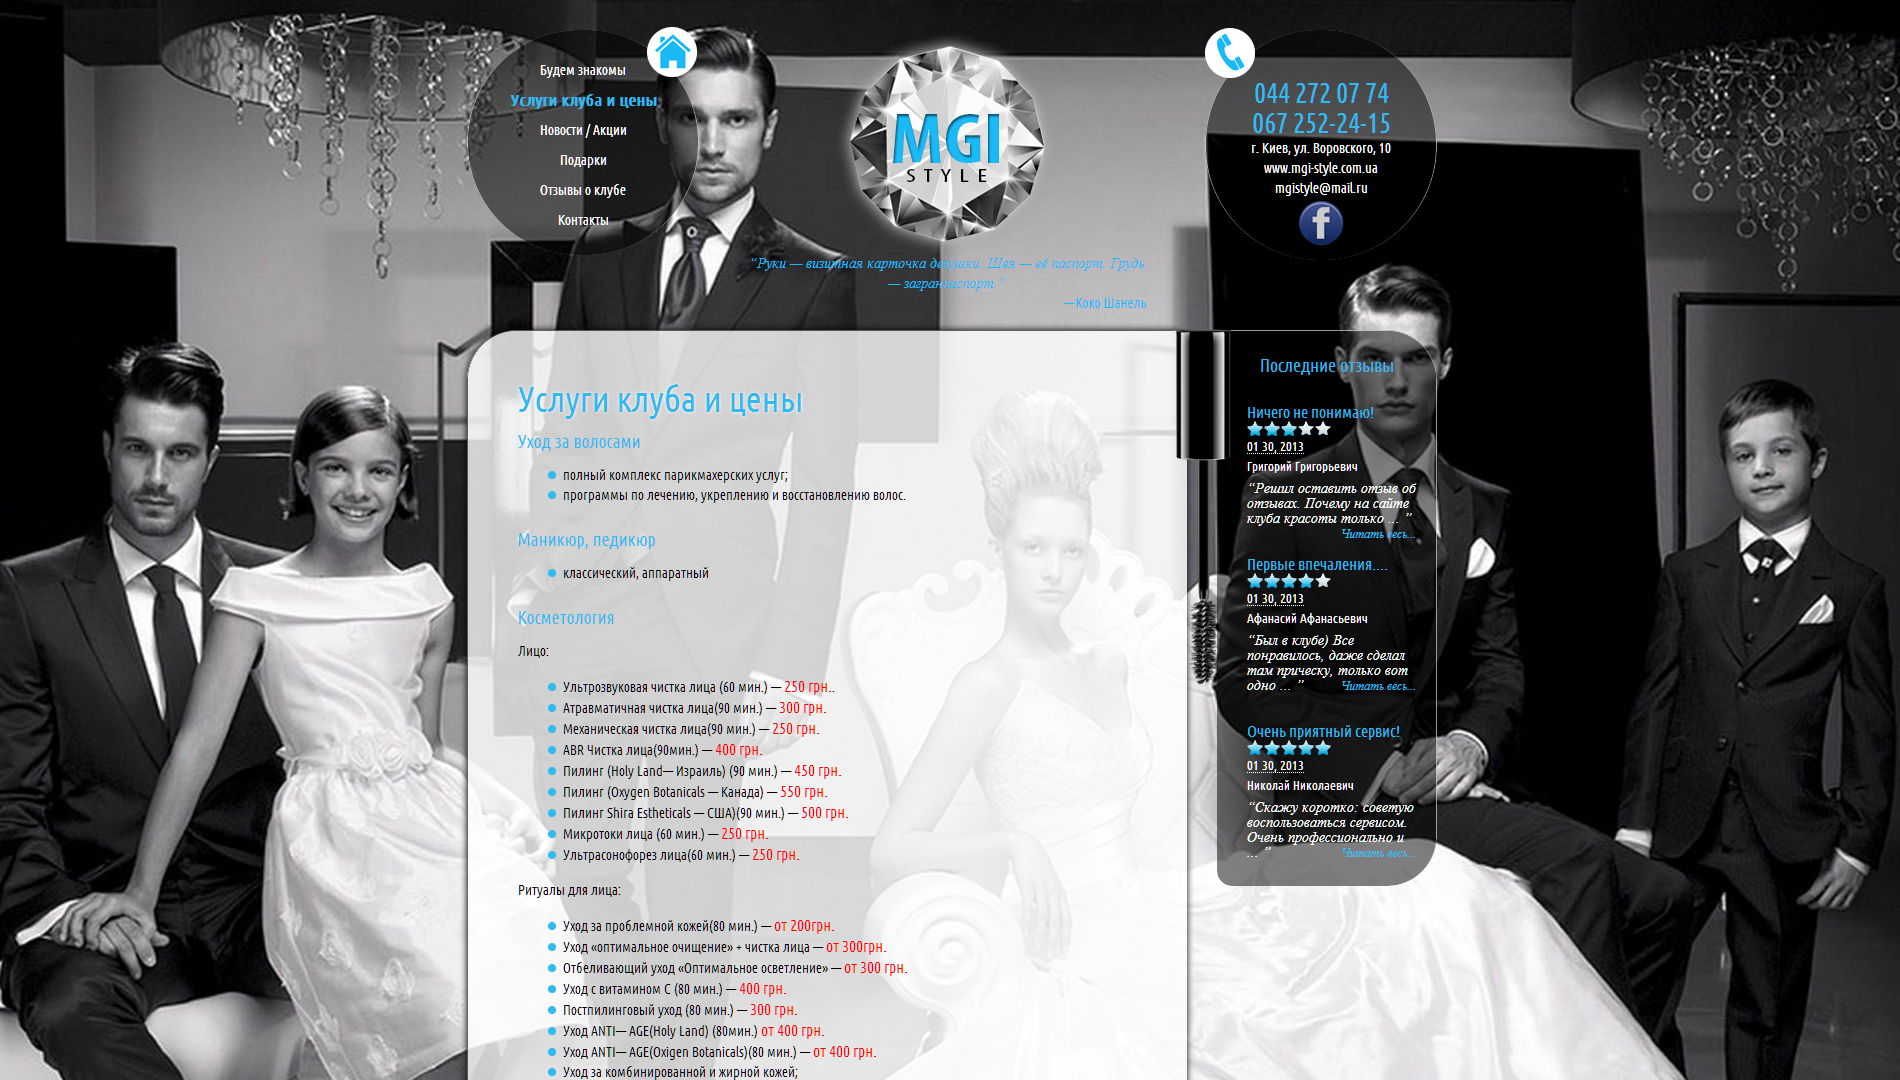 Будем знакомы
Услуги клуба и цены
Новости / Акции
Подарки
Отзывы о клубе
Контакты
MGI
STYLE
044 272 07 74
067 252-24-15
г. Киев, ул. Воровского, 10
www.mgi-style.com.ua
mgistyle@mail.ru
f
“Руки — визитная карточка девушки. Шея — её паспорт. Грудь
— загранпаспорт.”
—Коко Шанель
Услуги клуба и цены
Уход за волосами
полный комплекс парикмахерских услуг;
программы по лечению, укреплению и восстановлению волос.
Маникюр, педикюр
классический, аппаратный
Косметология
Лицо:
Ультрозвуковая чистка лица (60 мин.) — 250 грн..
Атравматичная чистка лица(90 мин.) — 300 грн.
Механическая чистка лица(90 мин.) — 250 грн.
ABR Чистка лица(90мин.) — 400 грн.
Пилинг (Holy Land— Израиль) (90 мин.) — 450 грн.
Пилинг (Oxygen Botanicals — Канада) — 550 грн.
Пилинг Shira Estheticals — США)(90 мин.) — 500 грн.
Микротоки лица (60 мин.) — 250 грн.
Ультрасонофорез лица(60 мин.) — 250 грн.
Ритуалы для лица:
Уход за проблемной кожей(80 мин.) — от 200грн.
Уход «оптимальное очищение» + чистка лица — от 300грн.
Отбеливающий уход «Оптимальное осветление» — от 300 грн.
Уход с витамином С (80 мин.) — 400 грн.
Постпилинговый уход (80 мин.) — 300 грн.
Уход ANTI— AGE(Holy Land) (80мин.) от 400 грн.
Уход ANTI— AGE(Oxigen Botanicals)(80 мин.) — от 400 грн.
Уход за комбинированной и жирной кожей;
Последние отзывы
Ничего не понимаю!
01 30, 2013
Григорий Григорьевич
“Решил оставить отзыв об
отзывах. Почему на сайте
клуба красоты только ... ”
Читать весь...
Первые впечаления....
01 30, 2013
Афанасий Афанасьевич
“Был в клубе) Все
понравилось, даже сделал
там прическу, только вот
одно ... ” Читать весь...
Очень приятный сервис!
01 30, 2013
Николай Николаевич
“Скажу коротко: советую
воспользоваться сервисом.
Очень профессионально и
... ” Читать весь...